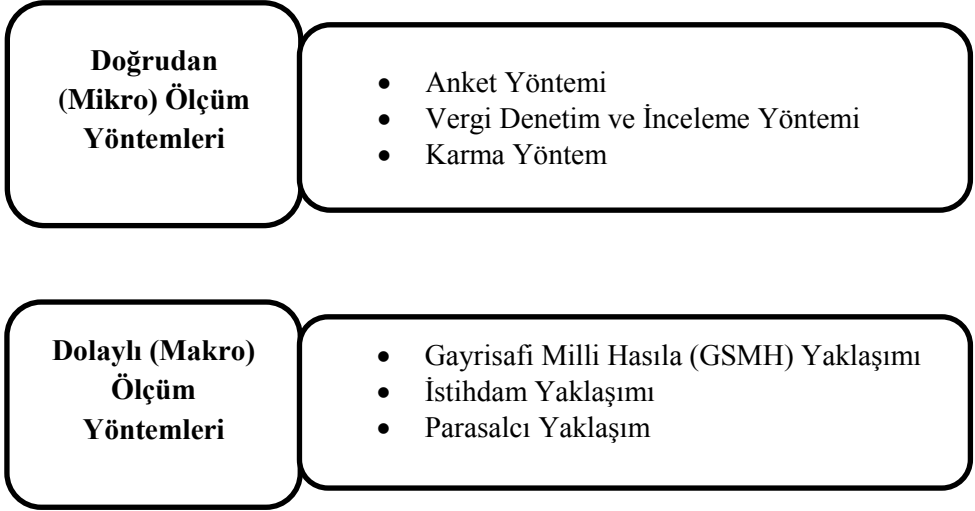 Doğrudan
(Mikro) Ölçüm
Yöntemleri
• Anket Yöntemi
• Vergi Denetim ve İnceleme Yöntemi
• Karma Yöntem
Dolaylı (Makro)
Ölçüm
Yöntemleri
• Gayrisafi Milli Hasıla (GSMH) Yaklaşımı
• İstihdam Yaklaşımı
• Parasalcı Yaklaşım